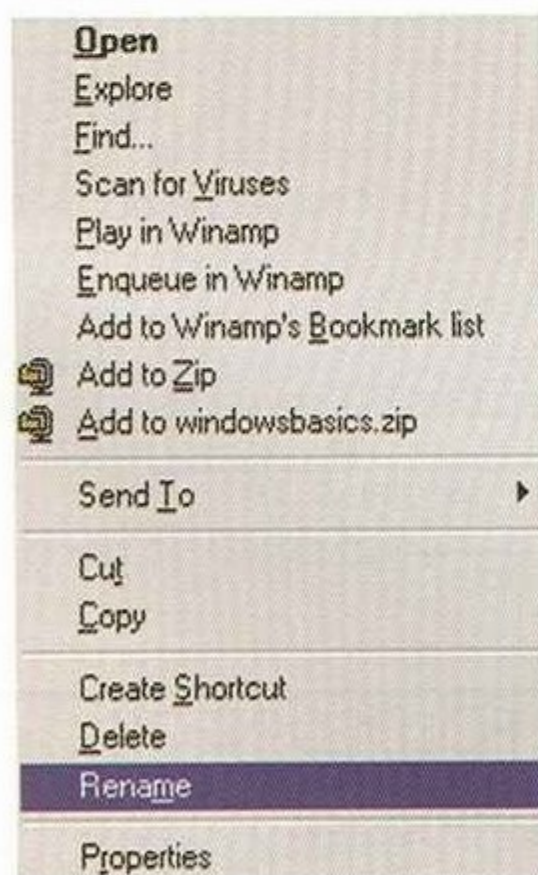 Open
Explore
Find...
Scan for Viruses
Play in Winamp
Enqueue in Winamp
Add to Winamp's Bookmark list
Add to Zip
Add to windowsbasics.zip
Send To
Cut
Copy
Create Shortcut
Delete
Rename
Properties